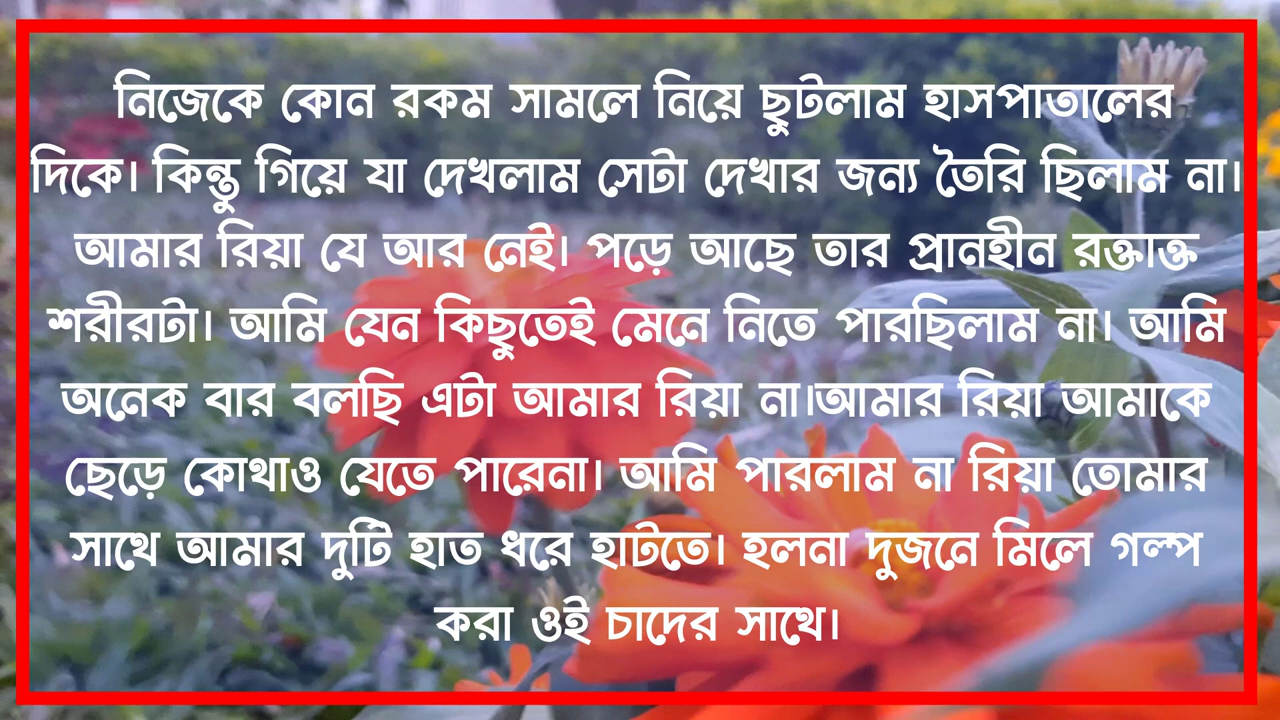 নিজেকে কোন রকম সামলে নিয়ে ছুটলাম হাসপাতালের
দিকে। কিন্তু গিয়ে যা দেখলাম সেটা দেখার জন্য তৈরি ছিলাম না।
আমার রিয়া যে আর নেই। পড়ে আছে তার প্রানহীন রক্তাক্ত
শরীরটা। আমি যেন কিছুতেই মেনে নিতে পারছিলাম না। আমি
অনেক বার বলছি এটা আমার রিয়া না।আমার রিয়া আমাকে
ছেড়ে কোথাও যেতে পারেনা। আমি পারলাম না রিয়া তোমার
সাথে আমার দুটি হাত ধরে হাটতে। হলনা দুজনে মিলে গল্প
করা ওই চাদের সাথে।